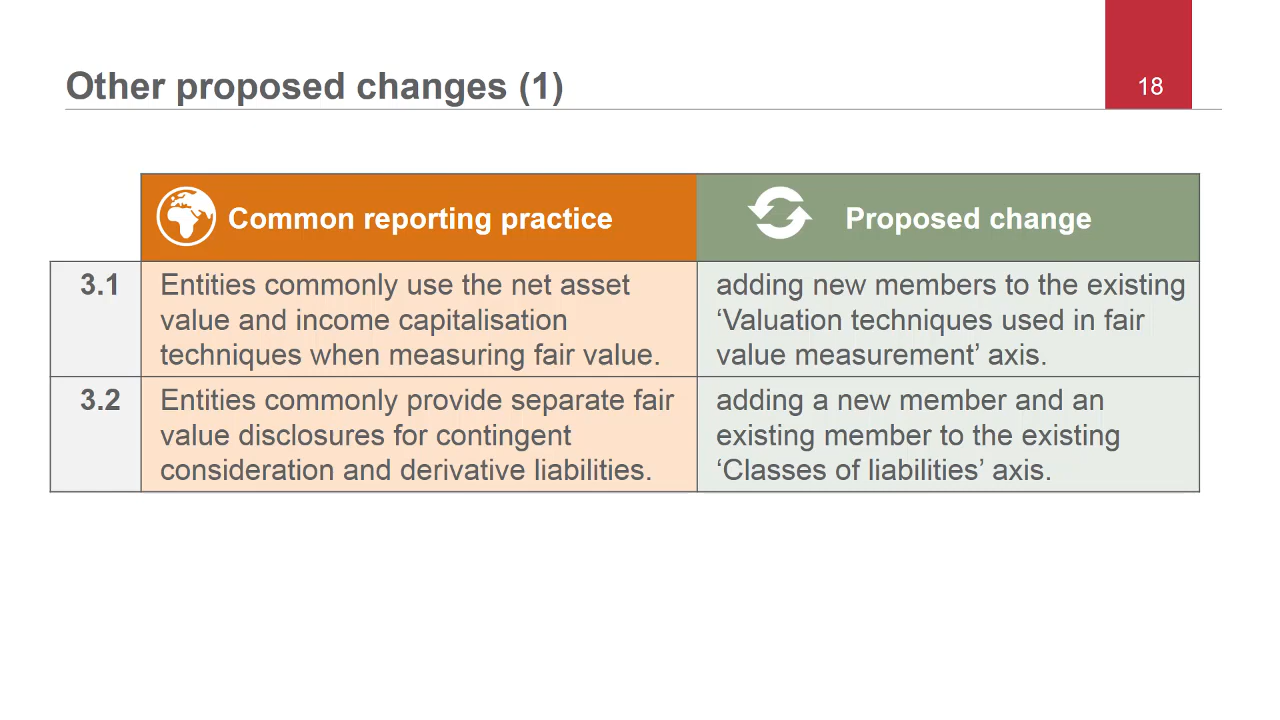 Other proposed changes (1)
18
Common reporting practice
Proposed change
3.1
Entities commonly use the net asset
value and income capitalisation
techniques when measuring fair value.
adding new members to the existing
‘Valuation techniques used in fair
value measurement’ axis.
3.2
Entities commonly provide separate fair
value disclosures for contingent
consideration and derivative liabilities.
adding a new member and an
existing member to the existing
‘Classes of liabilities’ axis.